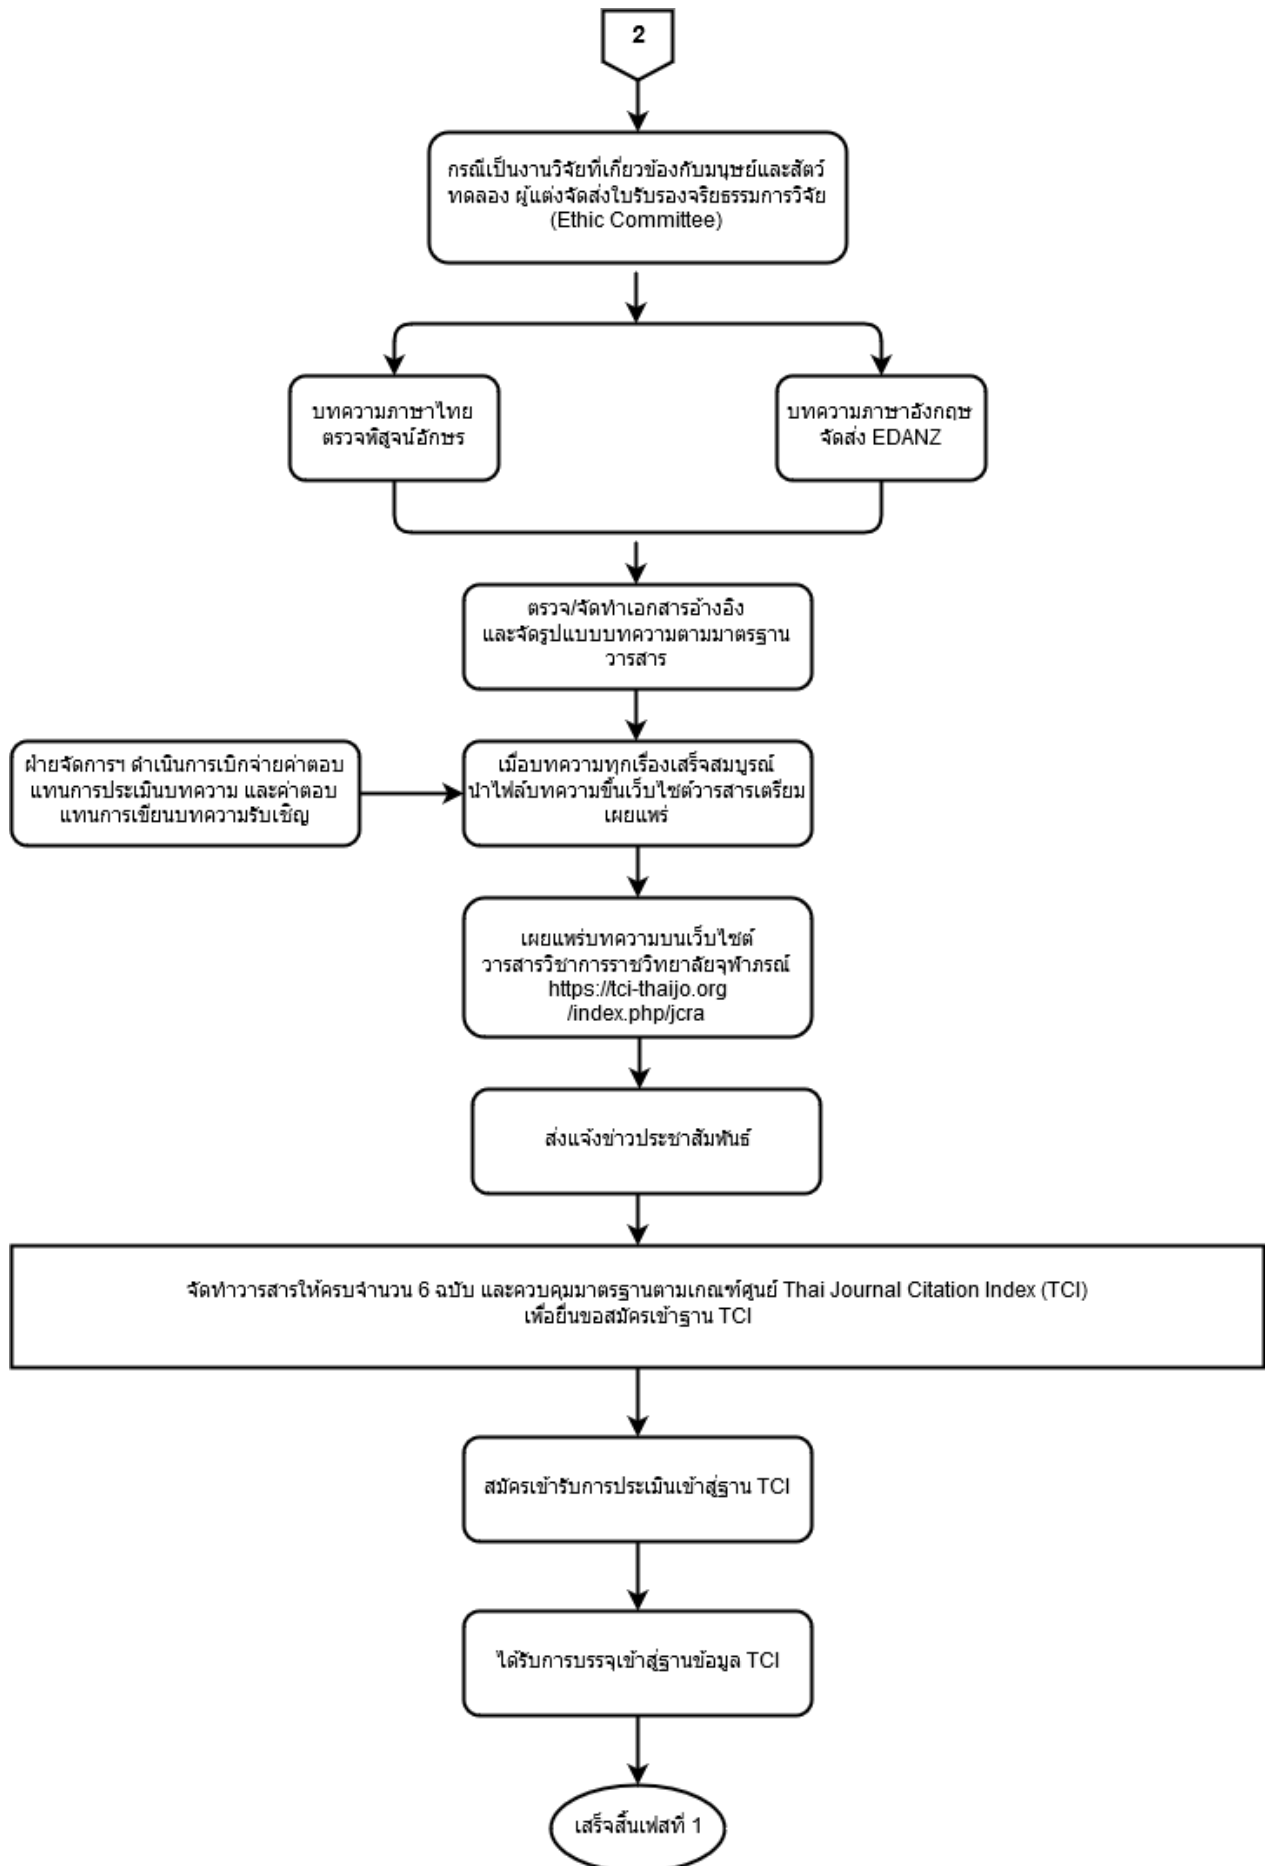 2
กรณีเป็นงานวิจัยที่เกี่ยวข้องกับมนุษย์และสัตว์
ทดลอง ผู้แต่งจัดส่งใบรับรองจริยธรรมการวิจัย
(Ethic Committee)
บทความภาษาไทย
ตรวจพิสูจน์อักษร
บทความภาษาอังกฤษ
จัดส่ง EDANZ
ตรวจ/จัดทำเอกสารอ้างอิง
และจัดรูปแบบบทความตามมาตรฐาน
วารสาร
ฝ่ายจัดการฯ ดำเนินการเบิกจ่ายค่าตอบ
แทนการประเมินบทความ และค่าตอบ
แทนการเขียนบทความรับเชิญ
เมื่อบทความทุกเรื่องเสร็จสมบูรณ์
นำไฟล์บทความขึ้นเว็บไซต์วารสารเตรียม
เผยแพร่
เผยแพร่บทความบนเว็บไซต์
วารสารวิชาการราชวิทยาลัยจุฬาภรณ์
https://tci-thaijo.org
/index.php/jcra
ส่งแจ้งข่าวประชาสัมพันธ์
จัดทำวารสารให้ครบจำนวน 6 ฉบับ และควบคุมมาตรฐานตามเกณฑ์ศูนย์ Thai Journal Citation Index (TCI)
เพื่อยื่นขอสมัครเข้าฐาน TCI
สมัครเข้ารับการประเมินเข้าสู่ฐาน TCI
ได้รับการบรรจุเข้าสู่ฐานข้อมูล TCI
เสร็จสิ้นเฟสที่ 1